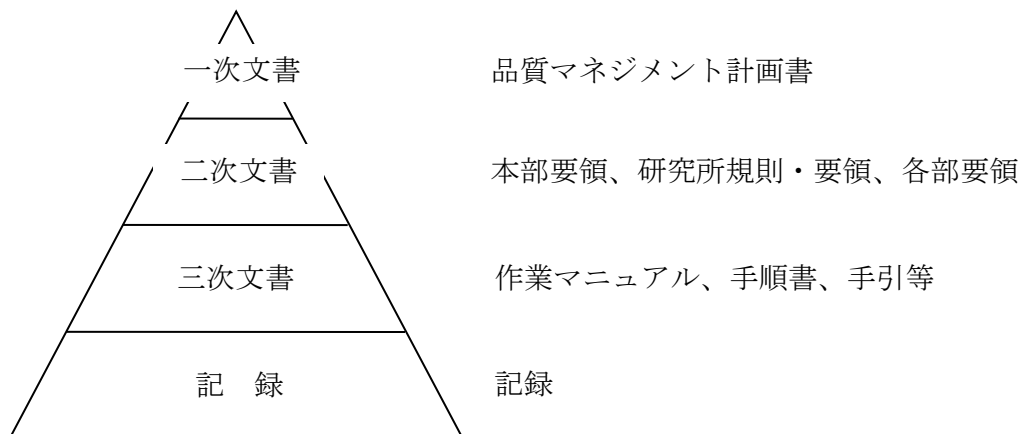 一次文書 品質マネジメント計画書
二次文書 本部要領、研究所規則・要領、各部要領
三次文書 作業マニュアル、手順書、手引等
記　録 記録